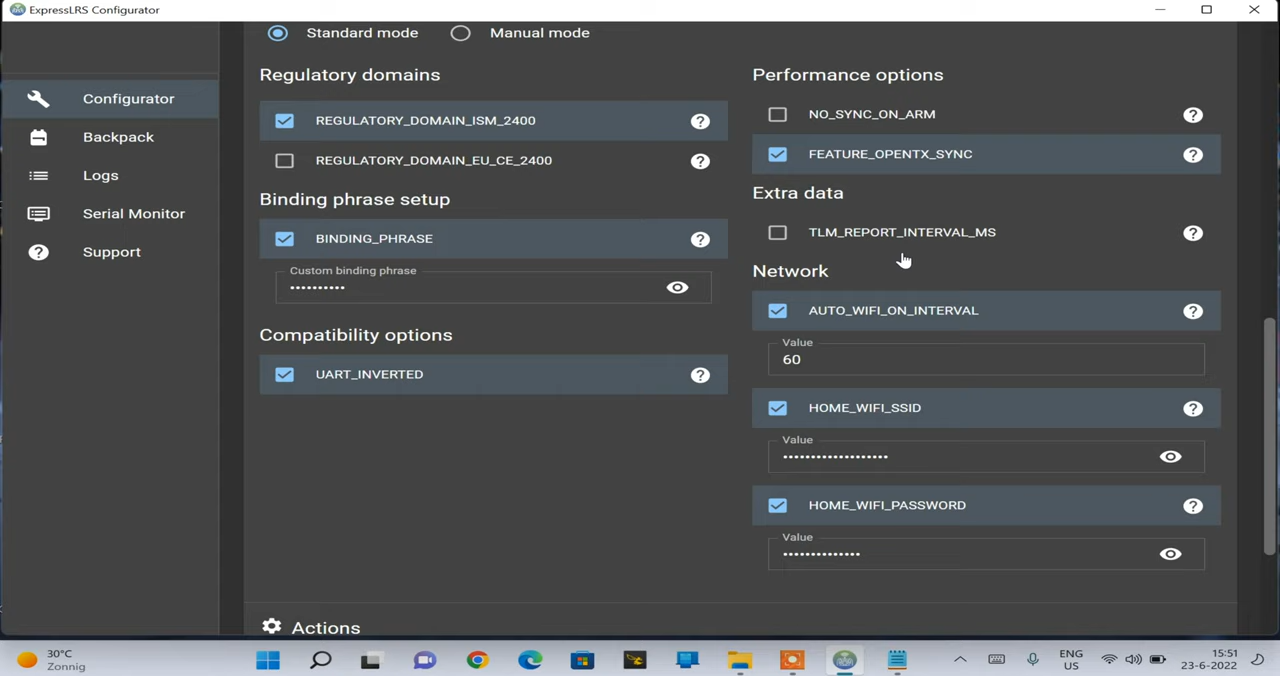 ExpressLRS Configurator
Standard mode
Manual mode
Configurator
Backpack
Logs
Serial Monitor
Support
Regulatory domains
REGULATORY_DOMAIN_ISM_2400
REGULATORY_DOMAIN_EU_CE_2400
Binding phrase setup
BINDING_PHRASE
Custom binding phrase
••••••••••
Compatibility options
UART_INVERTED
Performance options
NO_SYNC_ON_ARM
FEATURE_OPENTX_SYNC
Extra data
TLM_REPORT_INTERVAL_MS
Network
AUTO_WIFI_ON_INTERVAL
Value
60
HOME_WIFI_SSID
Value
•••••••••••••••••••
HOME_WIFI_PASSWORD
Value
••••••••••••••
Actions
30°C
Zonnig
ENG
US
15:51
23-6-2022